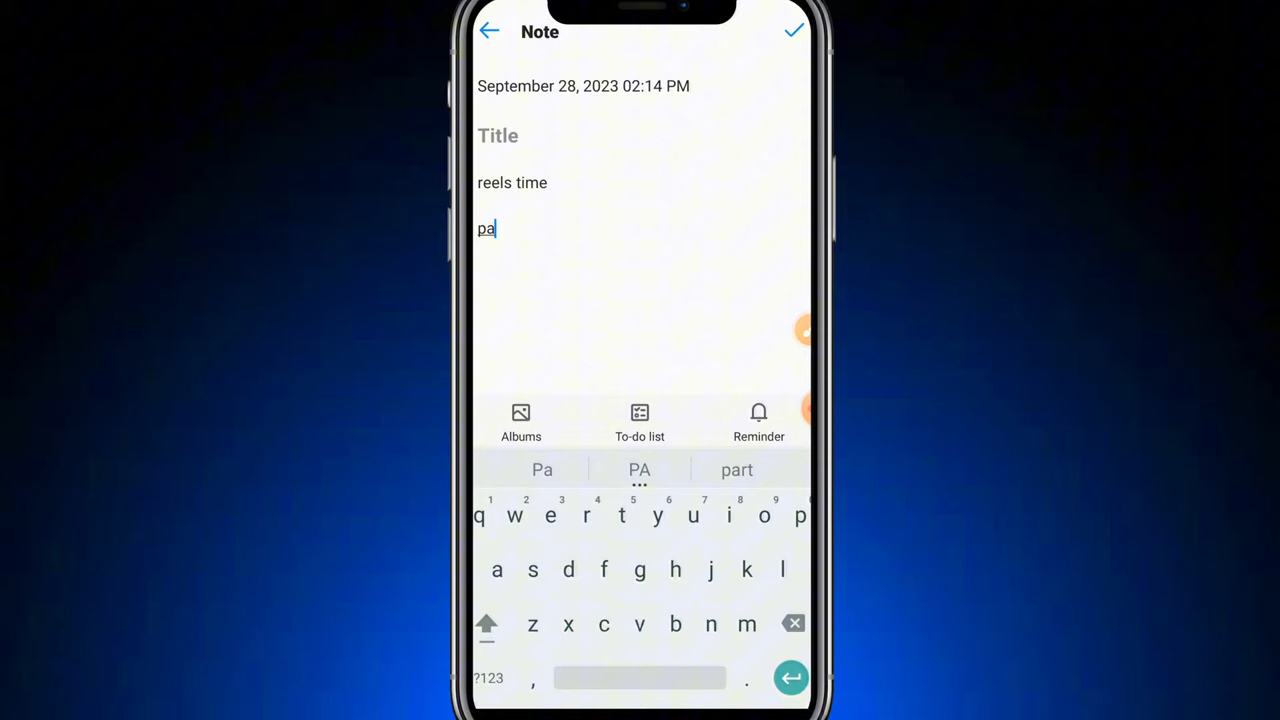 Note
September 28, 2023 02:14 PM
Title
reels time
pa
Albums To-do list Reminder
Pa PA part
1 2 3 4 5 6 7 8 9
q w e r t y u i o p
a s d f g h j k l
z x c v b n m
?123 , .